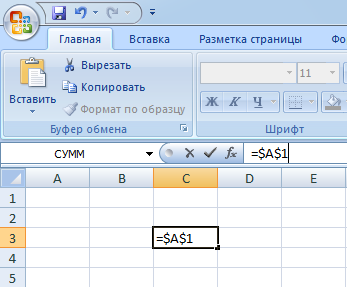 Главная Вставка Разметка страницы Фо
Вставить
Вырезать
Копировать
Формат по образцу
Буфер обмена
11
Ж К Ч
Шрифт
СУММ fx =$A$1
A B C D E
1
2
3 =$A$1
4
5